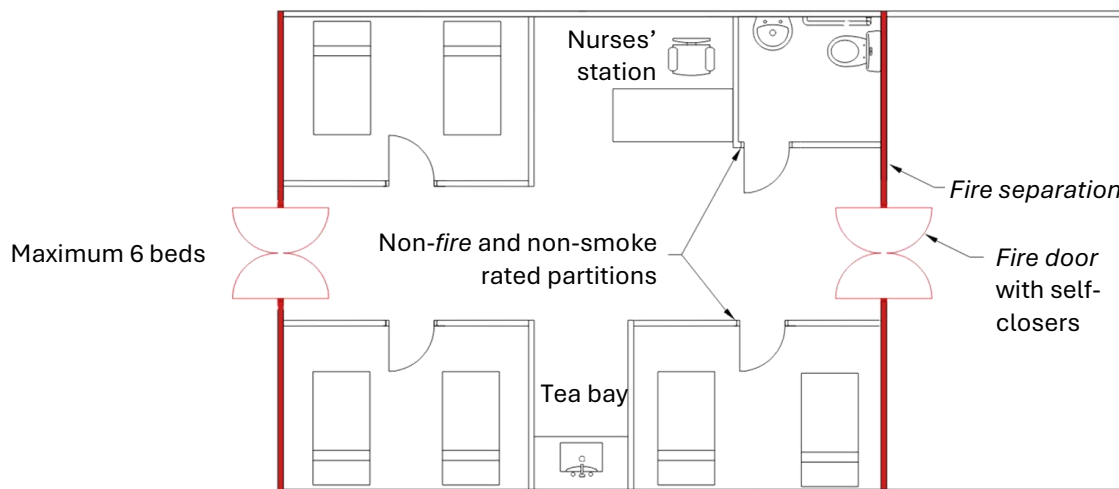 Nurses’
station
Fire separation
Maximum 6 beds
Non-fire and non-smoke
rated partitions
Fire door
with self-
closers
Tea bay